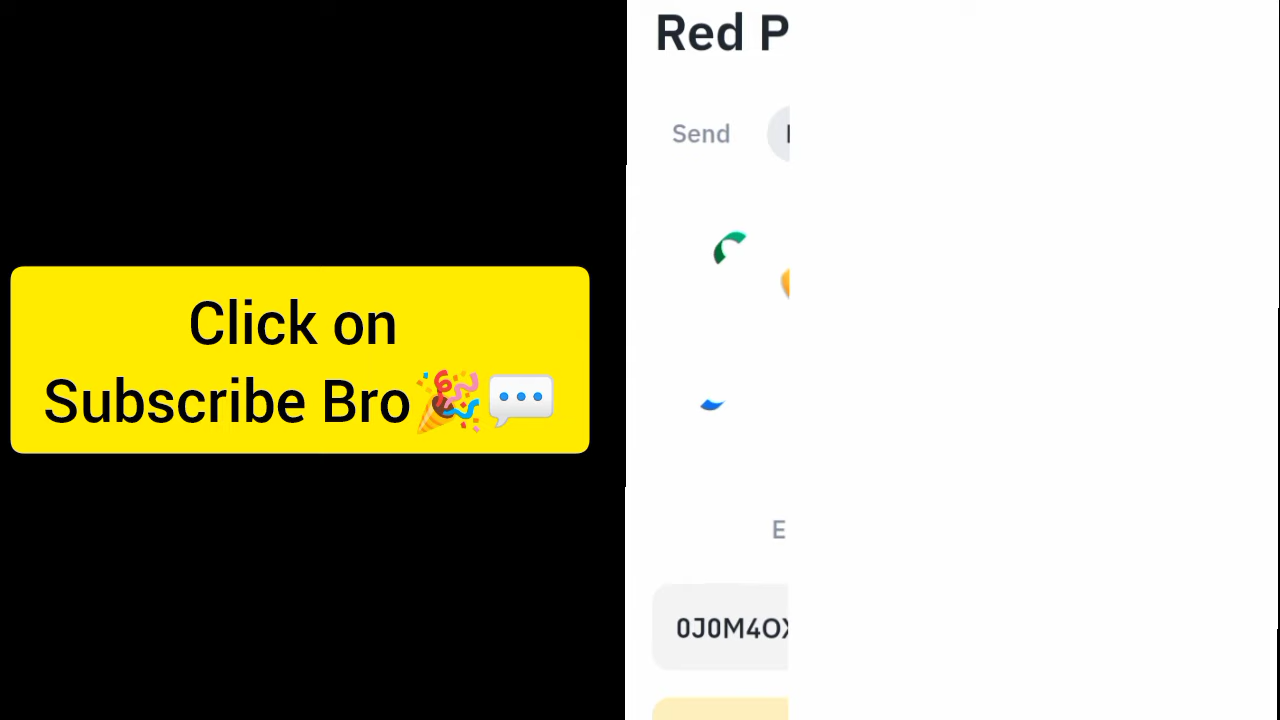 Click on
Subscribe Bro🎉💬
Red P
Send
E
0J0M4OX